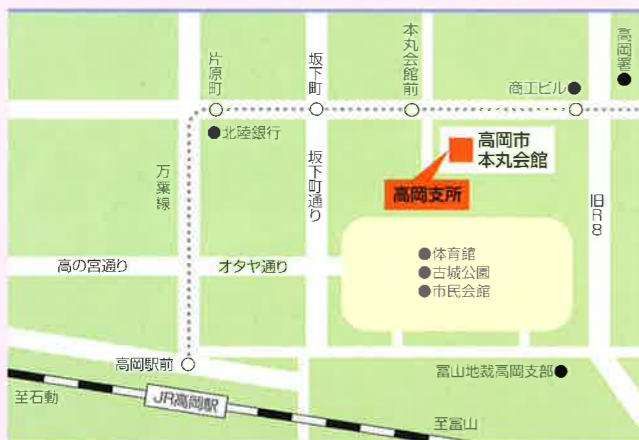 片原町
坂下町
本丸会館前
商工ビル
高岡署
北陸銀行
高岡市
本丸会館
高岡支所
万葉線
坂下町通り
旧R8
体育館
古城公園
市民会館
高の宮通り
オタヤ通り
高岡駅前
富山地裁高岡支部
JR高岡駅
至石動
至富山